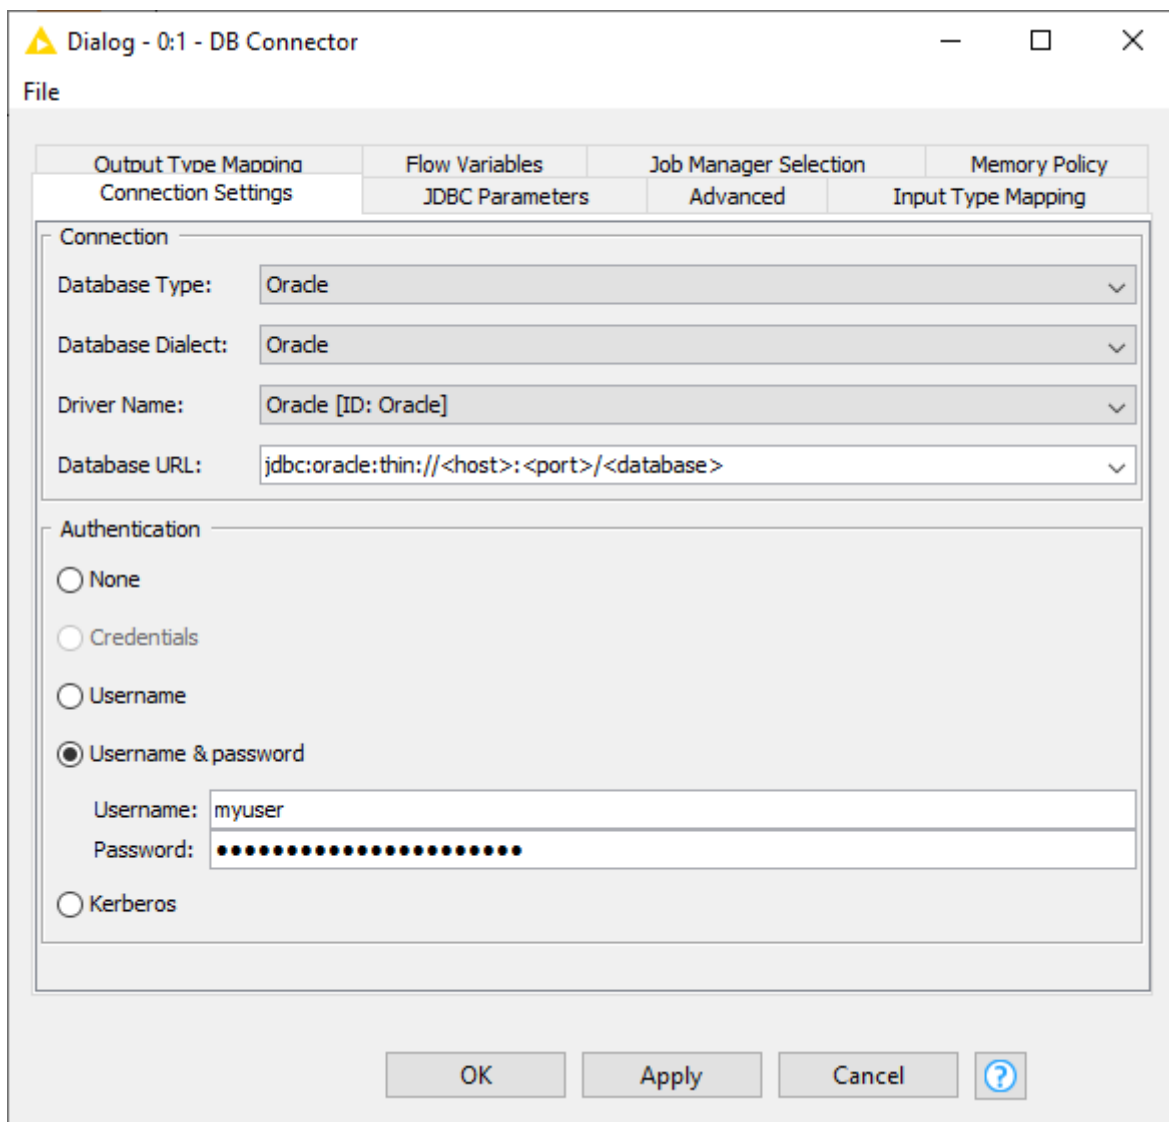 Dialog - 0:1 - DB Connector
File
Output Type Mapping Flow Variables Job Manager Selection Memory Policy
Connection Settings JDBC Parameters Advanced Input Type Mapping
Connection
Database Type: Oracle
Database Dialect: Oracle
Driver Name: Oracle [ID: Oracle]
Database URL: jdbc:oracle:thin://<host>:<port>/<database>
Authentication
None
Credentials
Username
Username & password
Username: myuser
Password: ●●●●●●●●●●●●●●●●●●●●●●
Kerberos
OK Apply Cancel ?